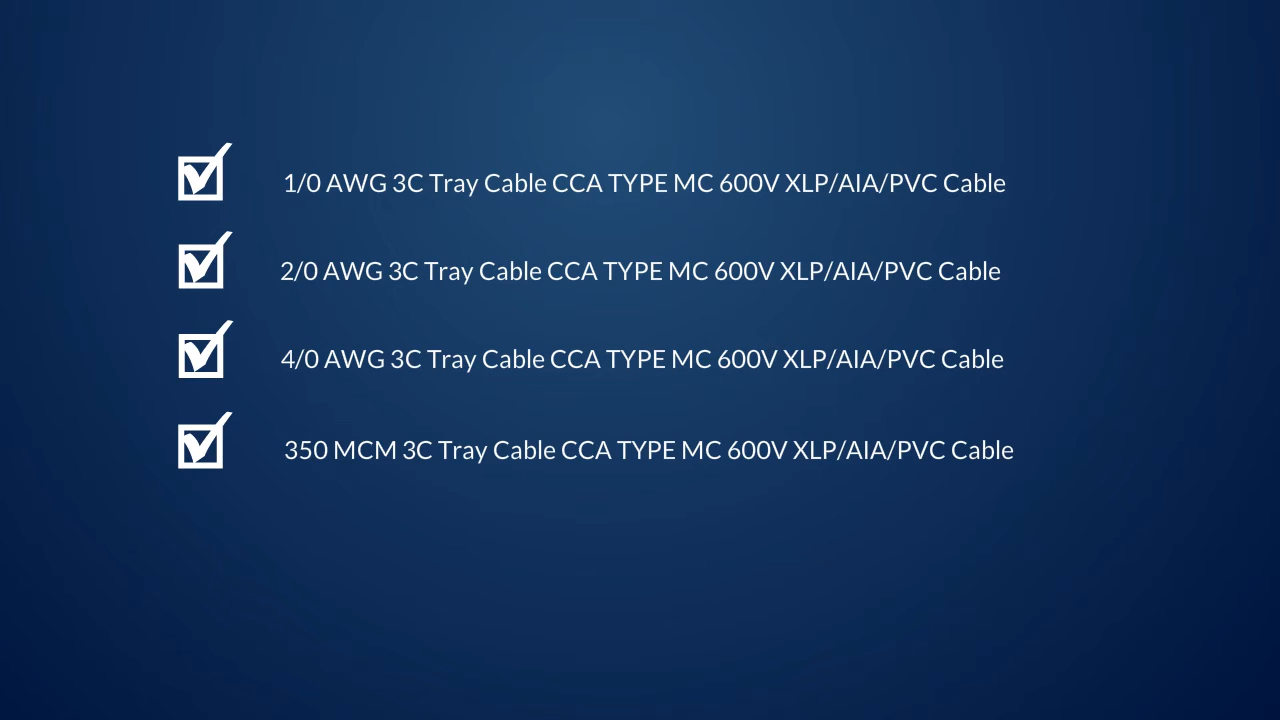 1/0 AWG 3C Tray Cable CCA TYPE MC 600V XLP/AIA/PVC Cable
2/0 AWG 3C Tray Cable CCA TYPE MC 600V XLP/AIA/PVC Cable
4/0 AWG 3C Tray Cable CCA TYPE MC 600V XLP/AIA/PVC Cable
350 MCM 3C Tray Cable CCA TYPE MC 600V XLP/AIA/PVC Cable